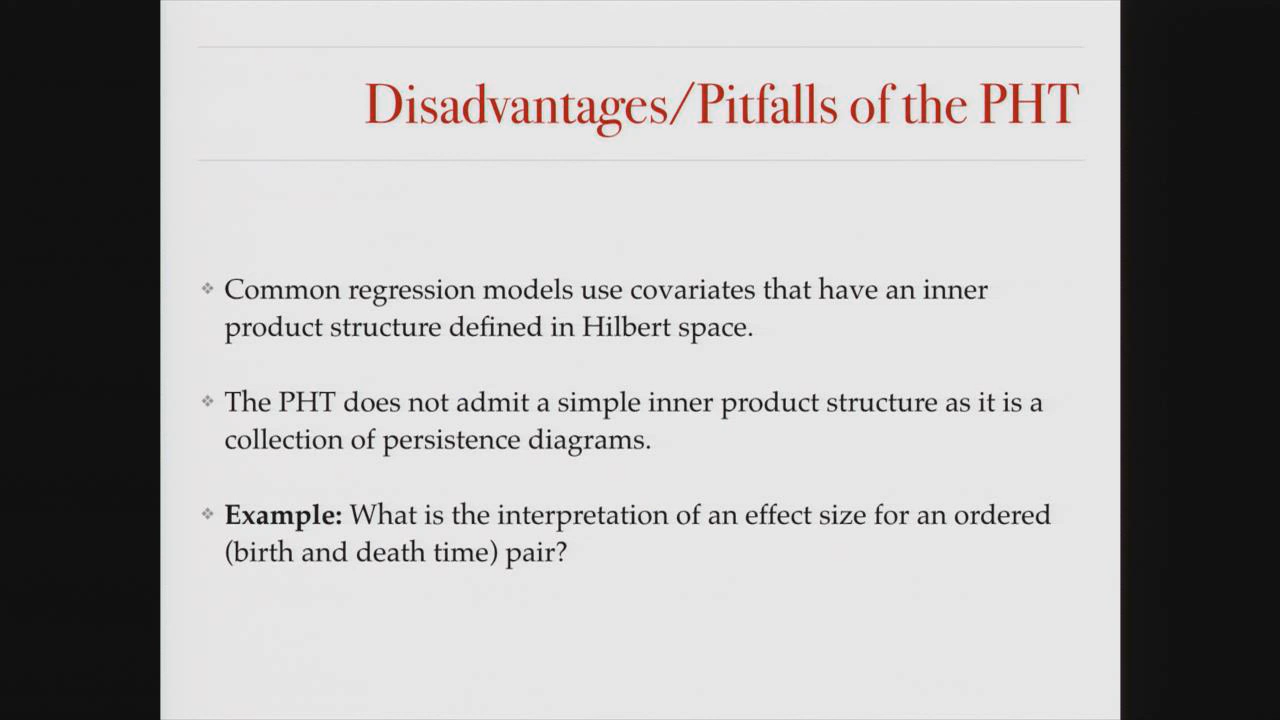 Disadvantages/Pitfalls of the PHT
Common regression models use covariates that have an inner
product structure defined in Hilbert space.
The PHT does not admit a simple inner product structure as it is a
collection of persistence diagrams.
Example: What is the interpretation of an effect size for an ordered
(birth and death time) pair?